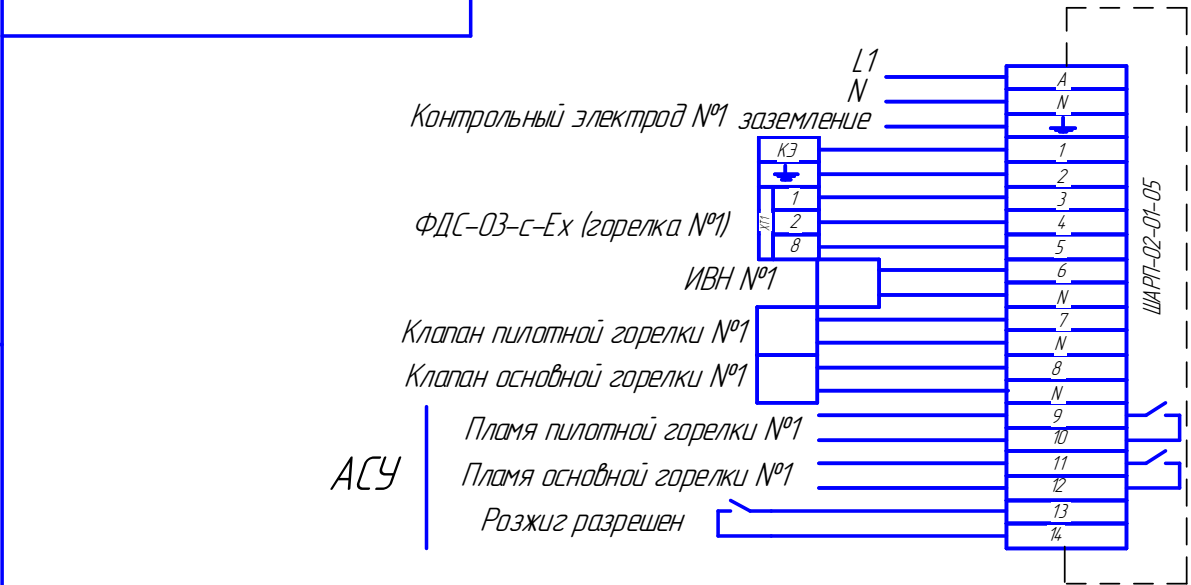 L1
A
N
N
Контрольный электрод №1
заземление
КЭ
1
2
1
3
ФДС-03-с-Ex (горелка №1)
ХТ1
2
4
8
5
ИВН №1
6
N
Клапан пилотной горелки №1
7
N
Клапан основной горелки №1
8
N
Пламя пилотной горелки №1
9
10
АСУ
Пламя основной горелки №1
11
12
Розжиг разрешен
13
14
ШАРП-02-01-05